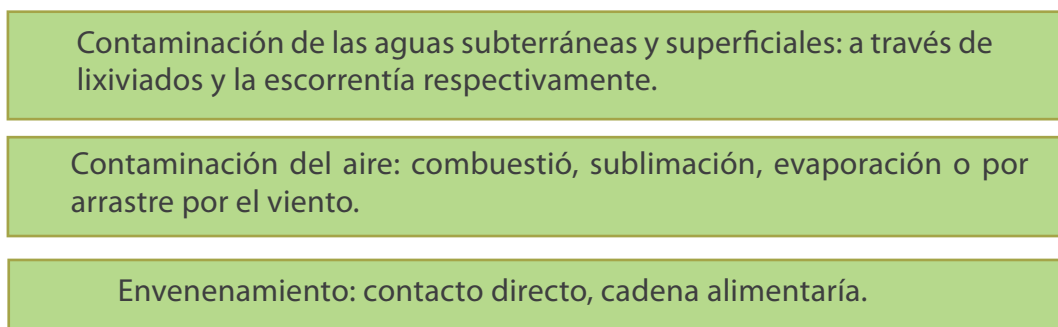 Contaminación de las aguas subterráneas y superficiales: a través de
lixiviados y la escorrentía respectivamente.
Contaminación del aire: combuestió, sublimación, evaporación o por
arrastre por el viento.
Envenenamiento: contacto directo, cadena alimentaría.